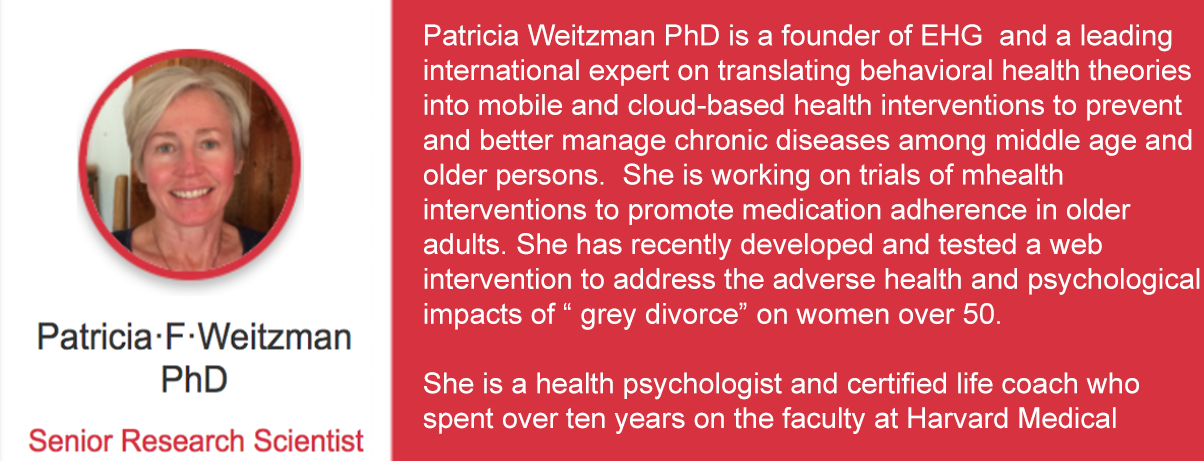 Patricia·F·Weitzman
PhD
Senior Research Scientist
Patricia Weitzman PhD is a founder of EHG  and a leading
international expert on translating behavioral health theories
into mobile and cloud-based health interventions to prevent
and better manage chronic diseases among middle age and
older persons.  She is working on trials of mhealth
interventions to promote medication adherence in older
adults. She has recently developed and tested a web
intervention to address the adverse health and psychological
impacts of “ grey divorce” on women over 50.
She is a health psychologist and certified life coach who
spent over ten years on the faculty at Harvard Medical